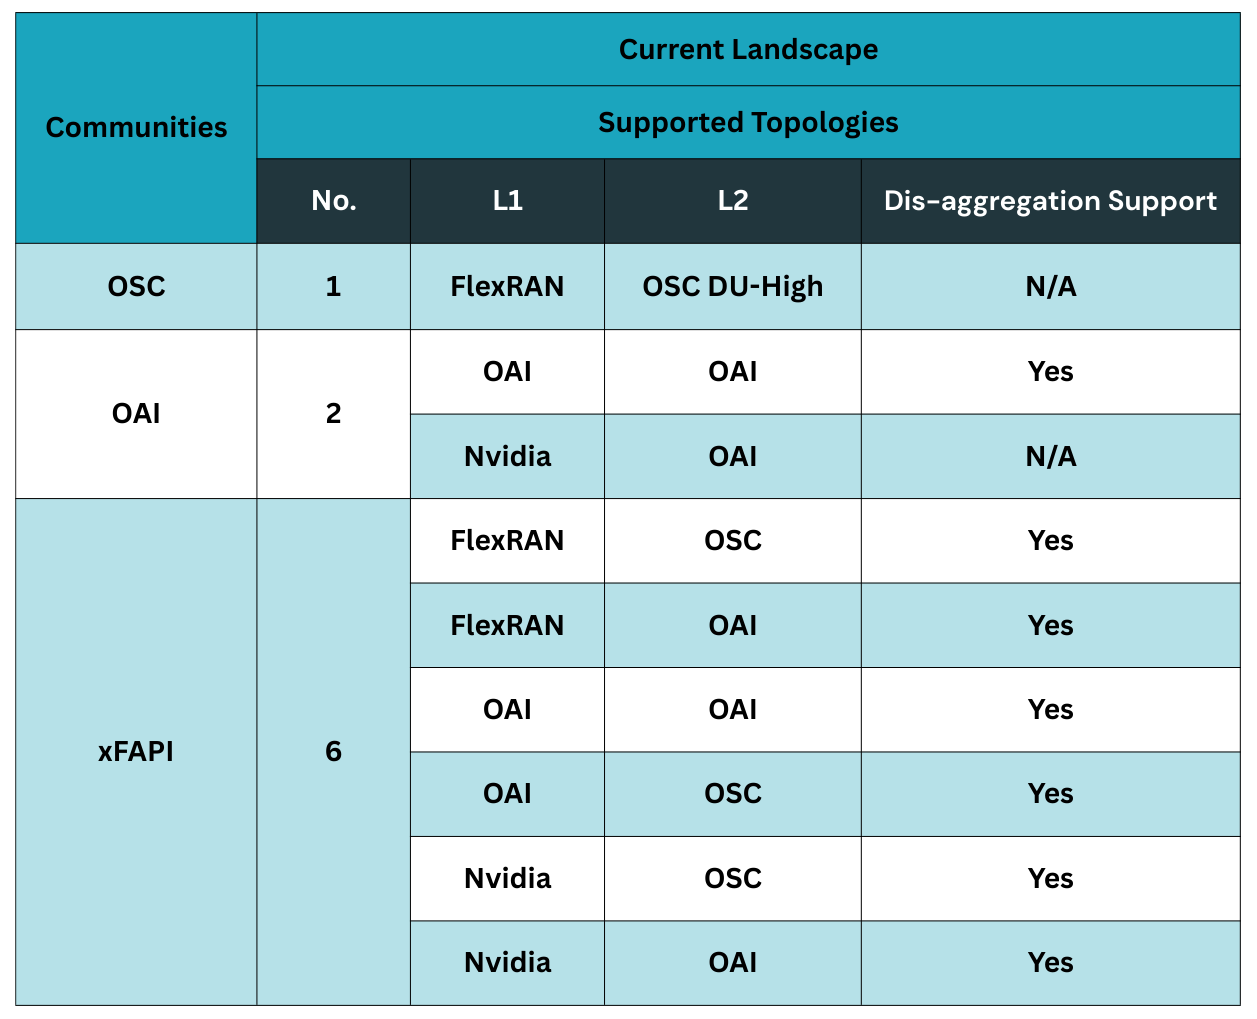 Communities
Current Landscape
Supported Topologies
No. L1 L2 Dis-aggregation Support
OSC 1 FlexRAN OSC DU-High N/A
OAI 2 OAI OAI Yes
Nvidia OAI N/A
xFAPI 6 FlexRAN OSC Yes
FlexRAN OAI Yes
OAI OAI Yes
OAI OSC Yes
Nvidia OSC Yes
Nvidia OAI Yes